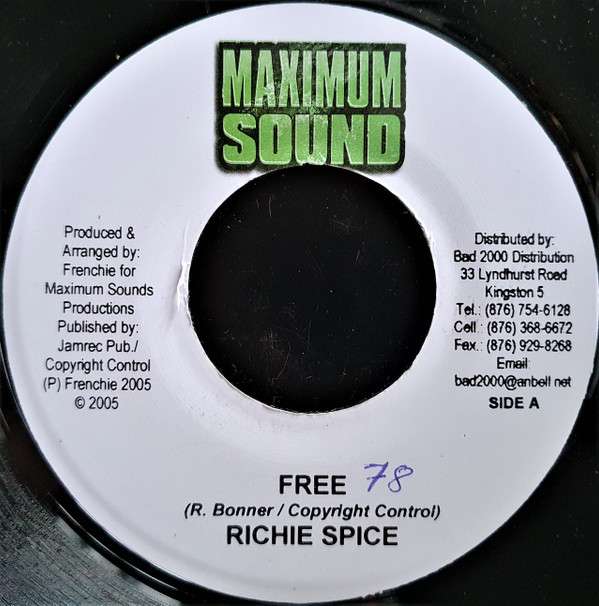 MAXIMUM
SOUND
Produced &
Arranged by:
Frenchie for
Maximum Sounds
Productions
Published by:
Jamrec Pub./
Copyright Control
(P) Frenchie 2005
© 2005
Distributed by:
Bad 2000 Distribution
33 Lyndhurst Road
Kingston 5
Tel.: (876) 754-6128
Cell.: (876) 368-6672
Fax.: (876) 929-8268
Email:
bad2000@anbell.net
SIDE A
FREE 78
(R. Bonner / Copyright Control)
RICHIE SPICE